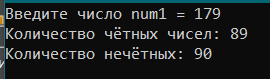 Введите число num1 = 179
Количество чётных чисел: 89
Количество нечётных: 90